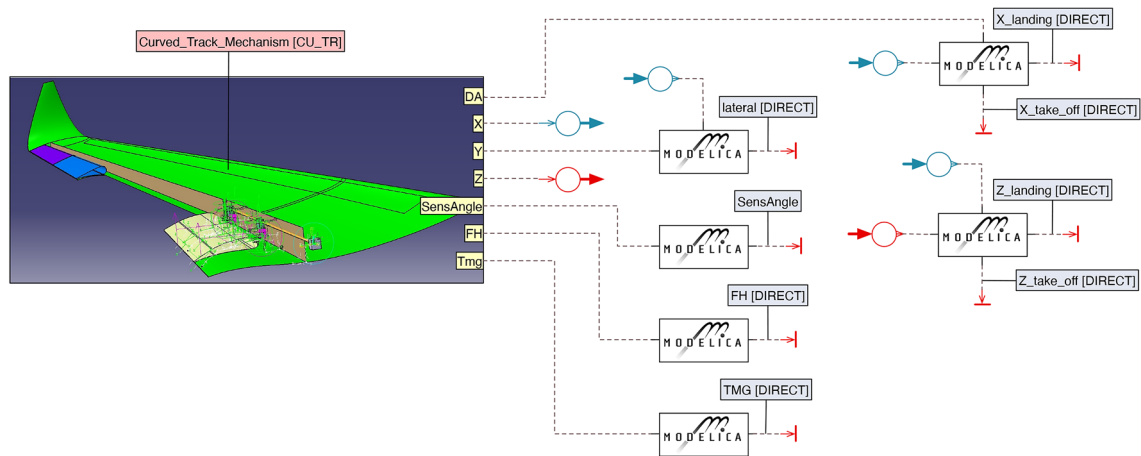 Curved_Track_Mechanism [CU_TR]
DA
X
Y
Z
SensAngle
FH
Tmg
lateral [DIRECT]
MODELICA
SensAngle
MODELICA
FH [DIRECT]
MODELICA
TMG [DIRECT]
MODELICA
X_landing [DIRECT]
MODELICA
X_take_off [DIRECT]
Z_landing [DIRECT]
MODELICA
Z_take_off [DIRECT]